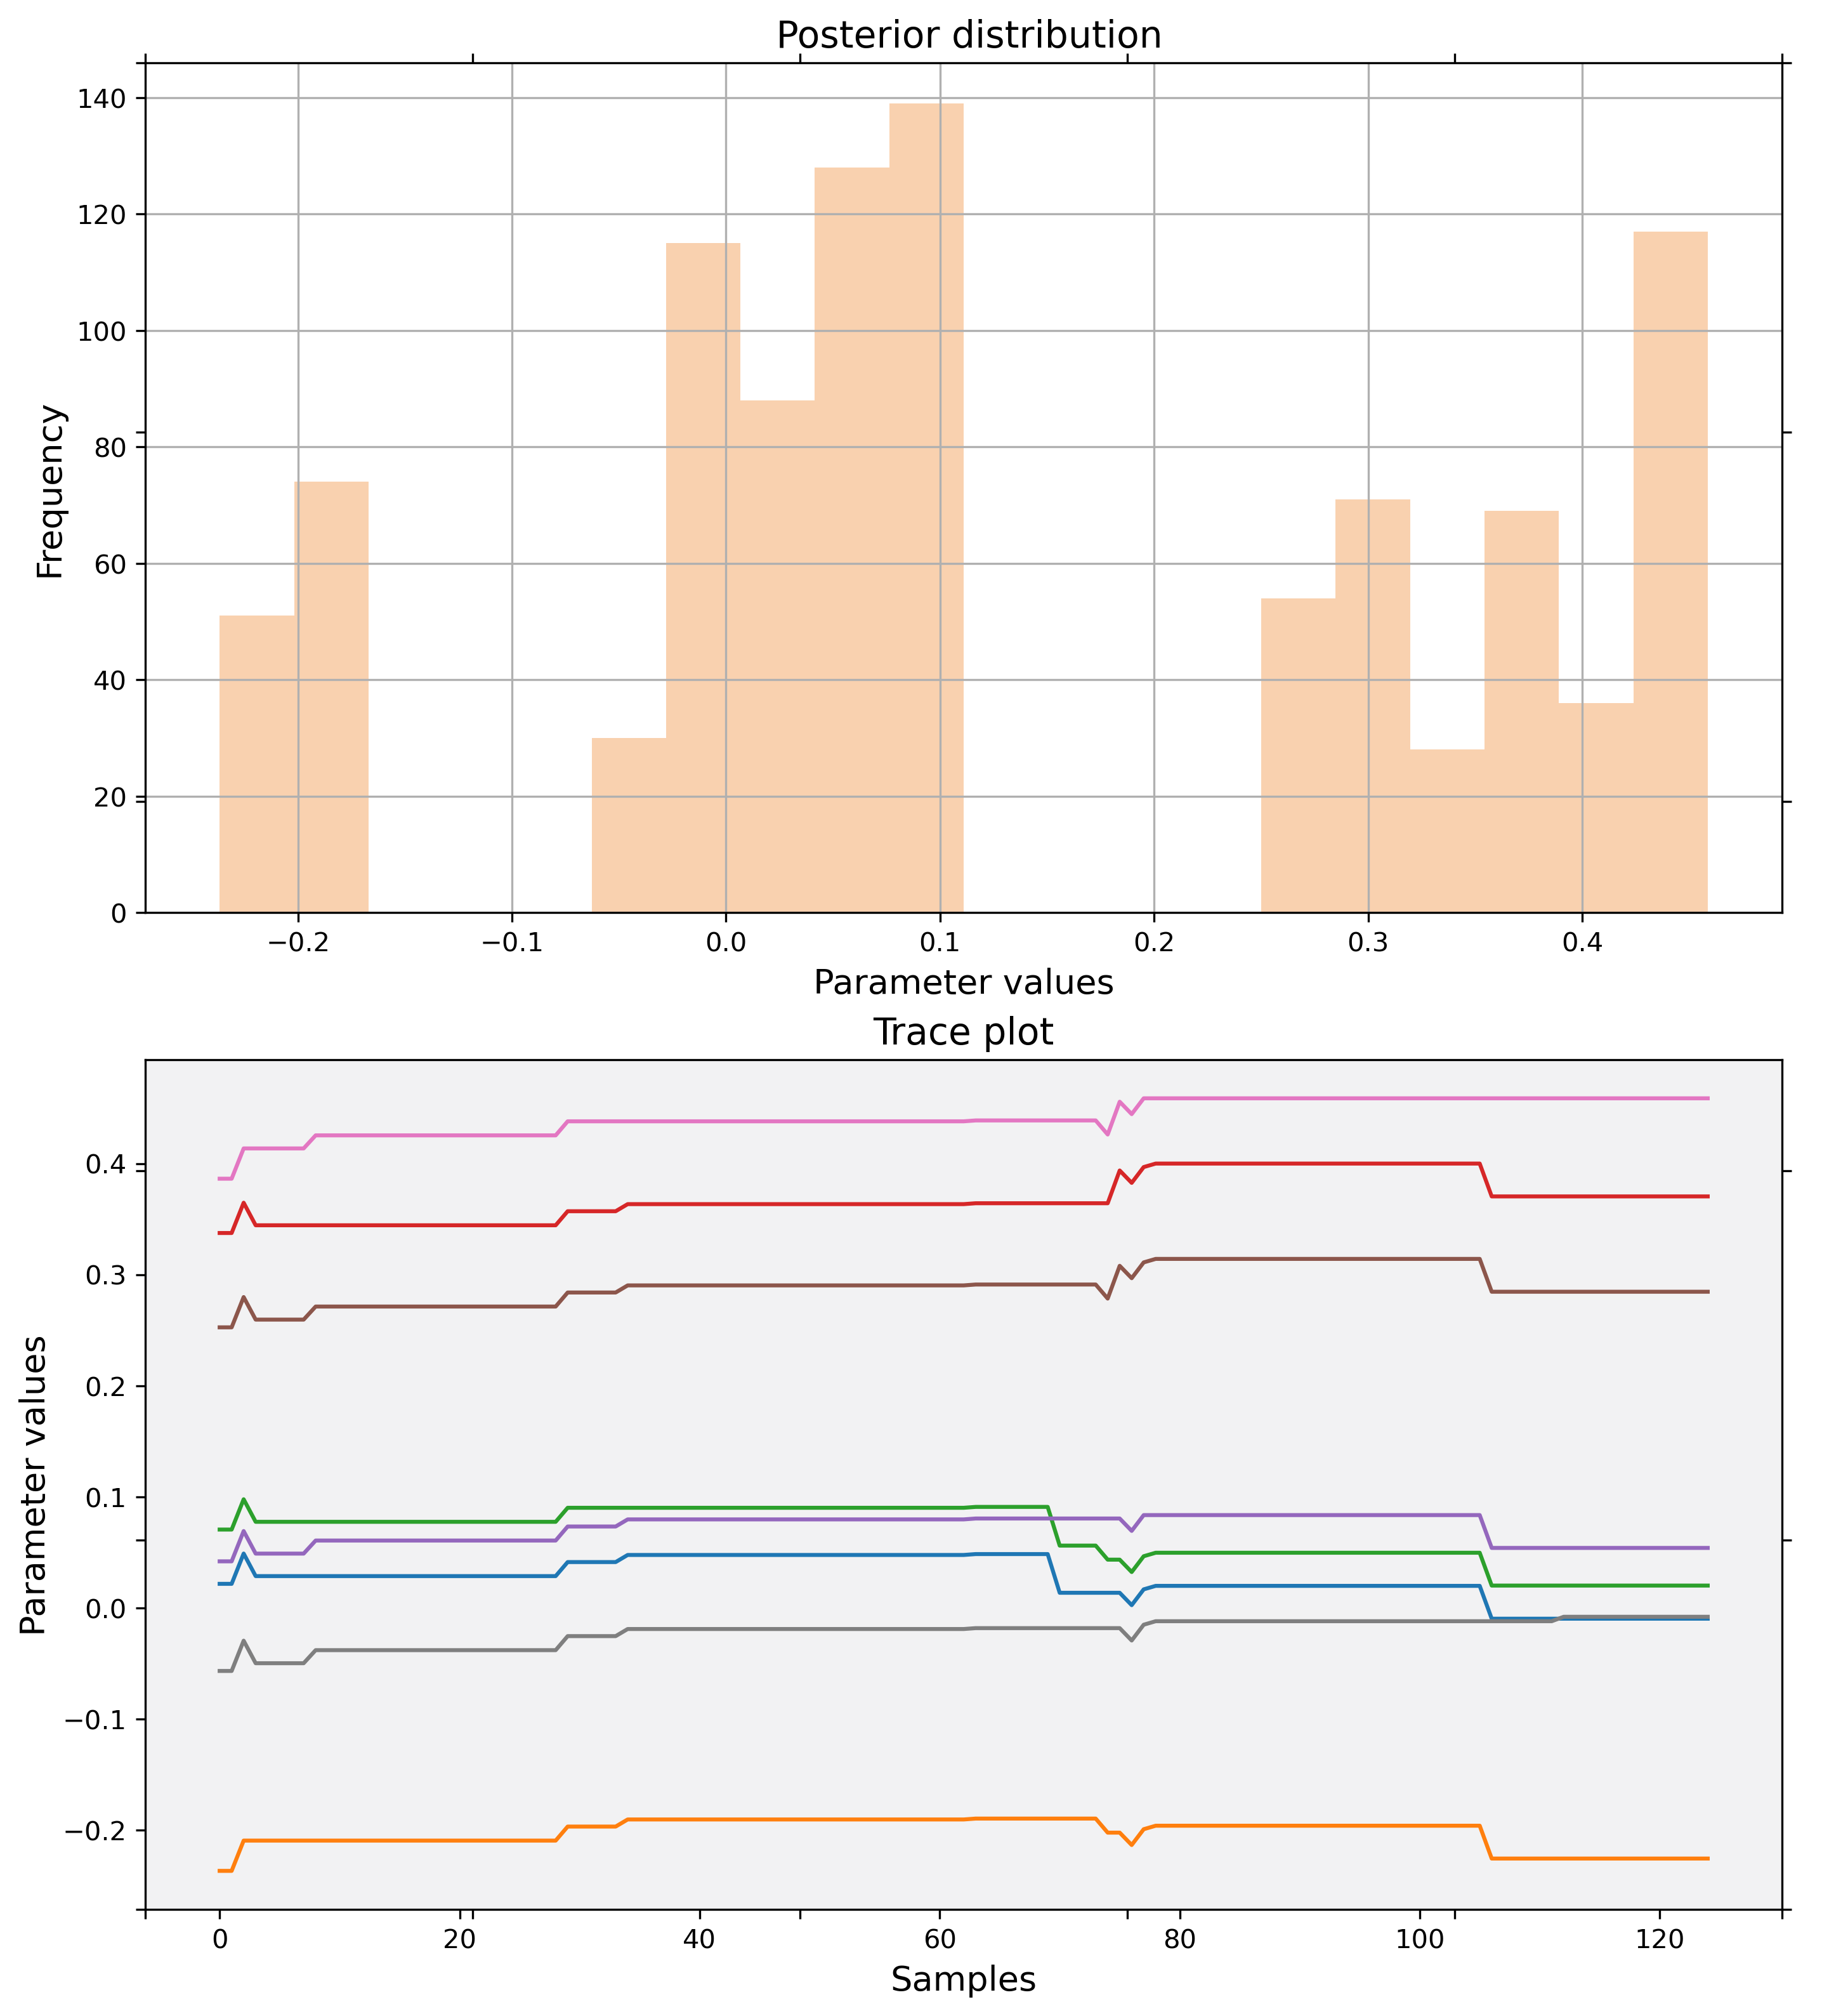 Posterior distribution
140
120
100
80
60
40
20
0
Frequency
−0.2 −0.1 0.0 0.1 0.2 0.3 0.4
Parameter values
Trace plot
0.4
0.3
0.2
0.1
0.0
−0.1
−0.2
Parameter values
0 20 40 60 80 100 120
Samples